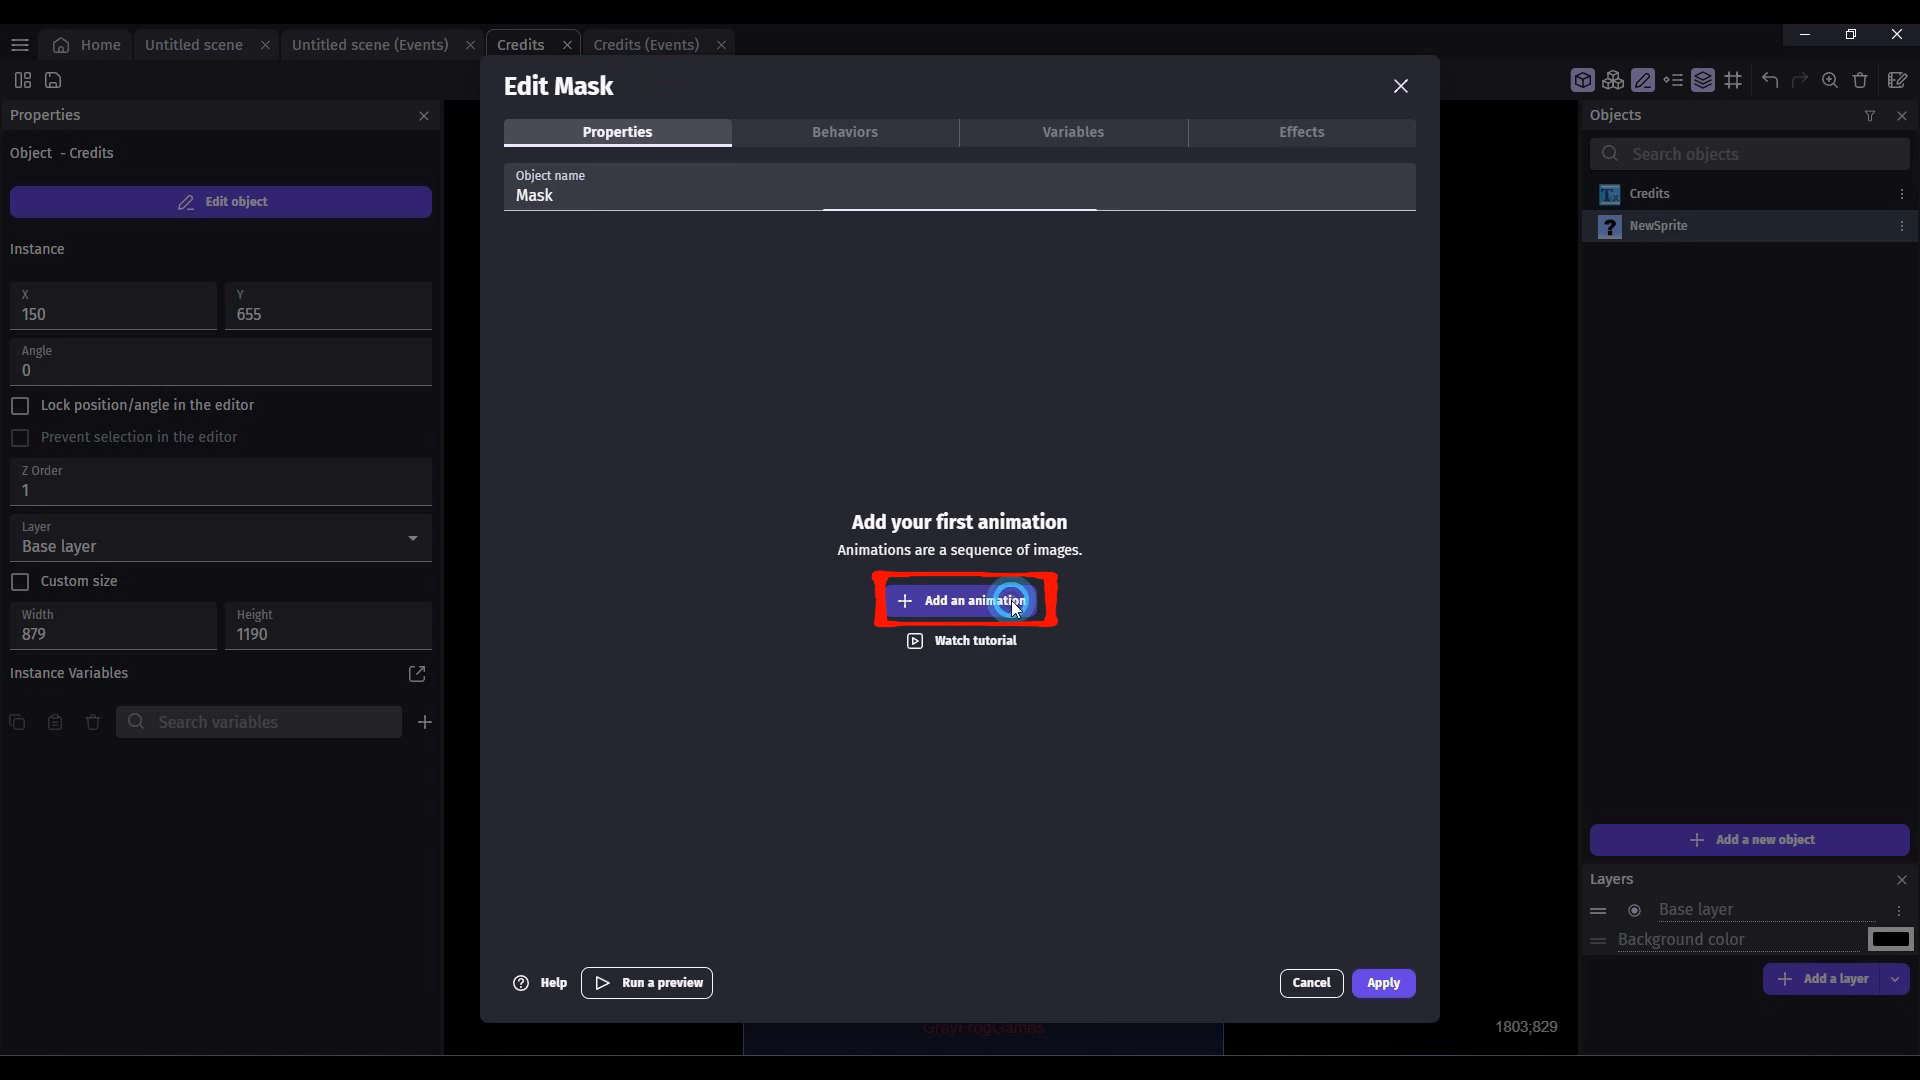 Home
Untitled scene
Untitled scene (Events)
Credits
Credits (Events)
Properties
Object - Credits
Edit object
Instance
X
150
Y
655
Angle
0
Lock position/angle in the editor
Prevent selection in the editor
Z Order
1
Layer
Base layer
Custom size
Width
879
Height
1190
Instance Variables
Search variables
Edit Mask
Properties
Behaviors
Variables
Effects
Object name
Mask
Add your first animation
Animations are a sequence of images.
Add an animation
Watch tutorial
Help
Run a preview
Cancel
Apply
GreyFrogGames
1803;829
Objects
Search objects
Credits
NewSprite
Add a new object
Layers
Base layer
Background color
Add a layer